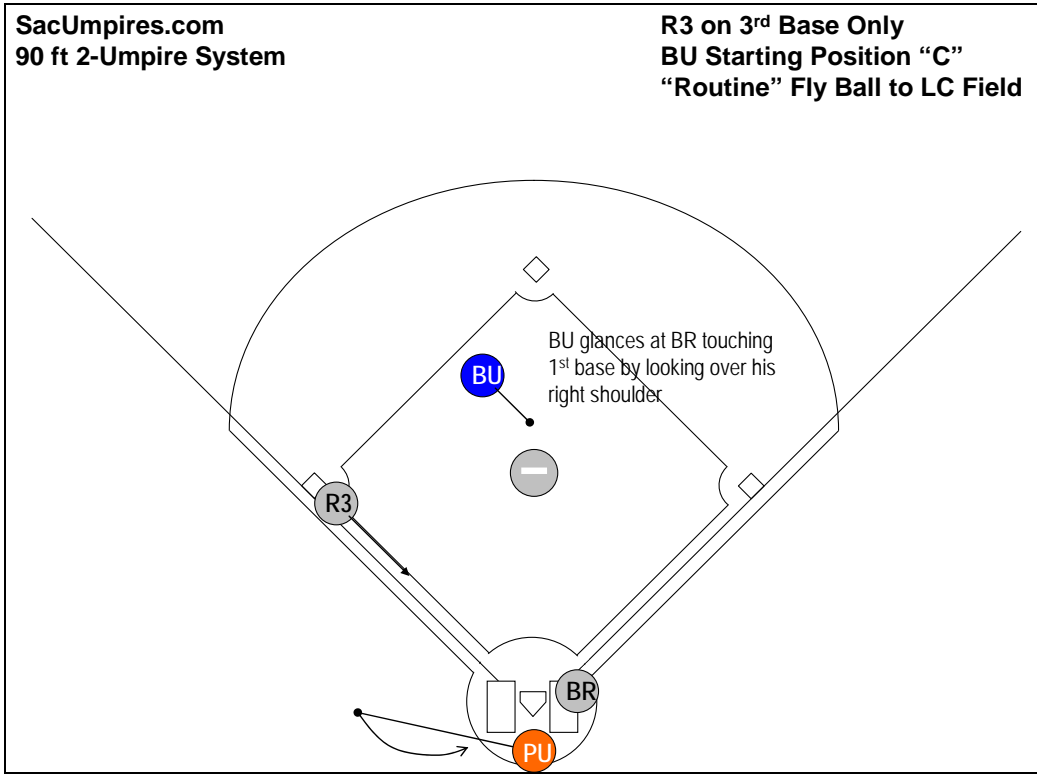 SacUmpires.com
90 ft 2-Umpire System
R3 on 3rd Base Only
BU Starting Position “C”
“Routine” Fly Ball to LC Field
BU glances at BR touching
1st base by looking over his
right shoulder
BU
R3
BR
PU